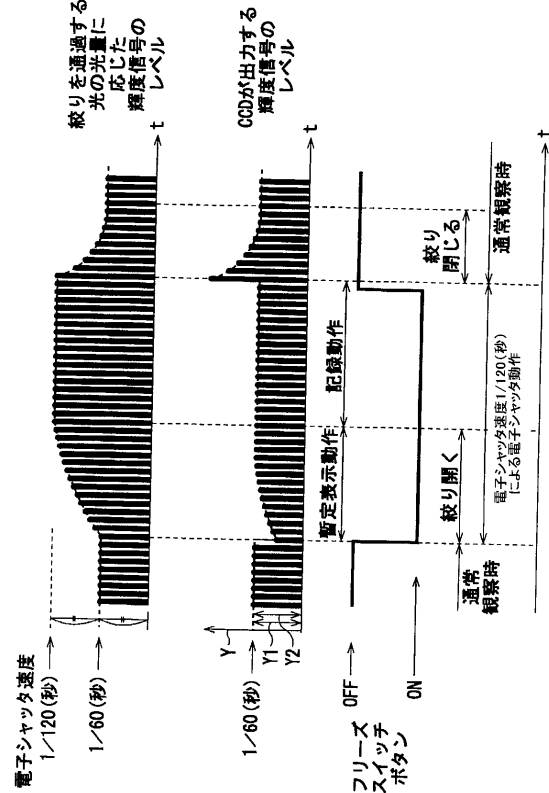 電子シャッタ速度
1/120(秒)
1/60(秒)
絞りを通過する
光の光量に
応じた
輝度信号の
レベル
t
Y
Y1
Y2
1/60(秒)
CCDが出力する
輝度信号の
レベル
t
暫定表示動作
記録動作
フリーズ
スイッチ
ボタン
OFF
ON
通常
観察時
絞り開く
絞り
閉じる
電子シャッタ速度1/120(秒)
による電子シャッタ動作
通常観察時
t